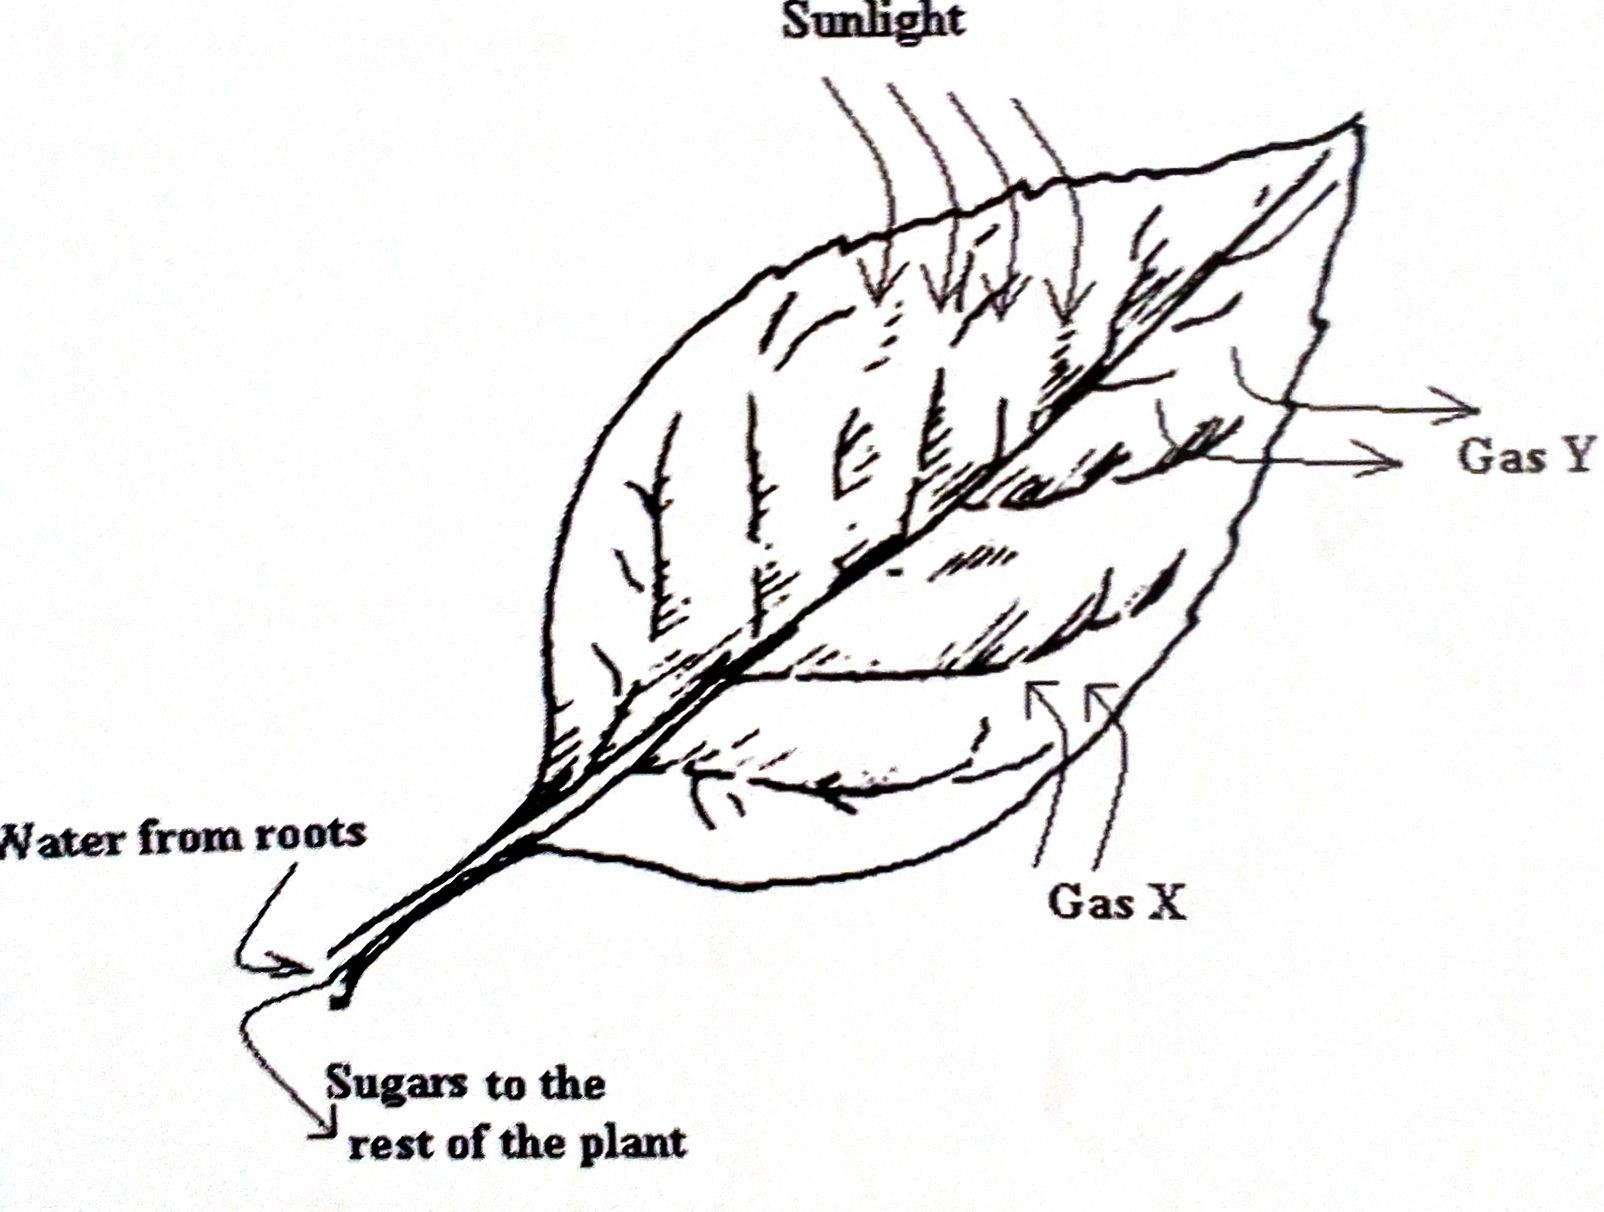 Sunlight
Gas Y
Water from roots
Gas X
Sugars to the
rest of the plant